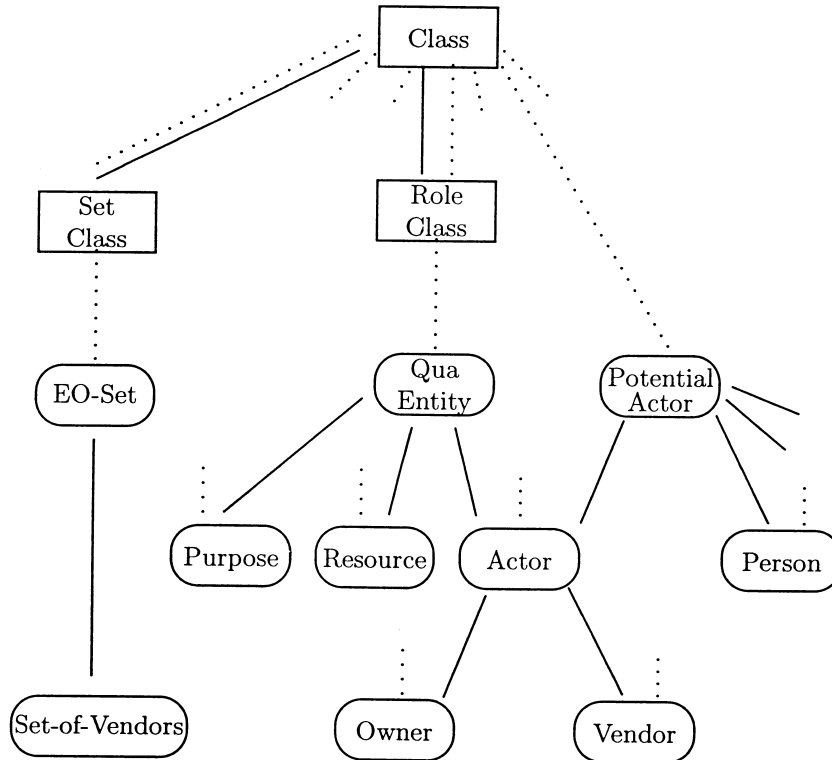 Class
Set
Class
Role
Class
EO-Set
Qua
Entity
Potential
Actor
Purpose
Resource
Actor
Person
Set-of-Vendors
Owner
Vendor